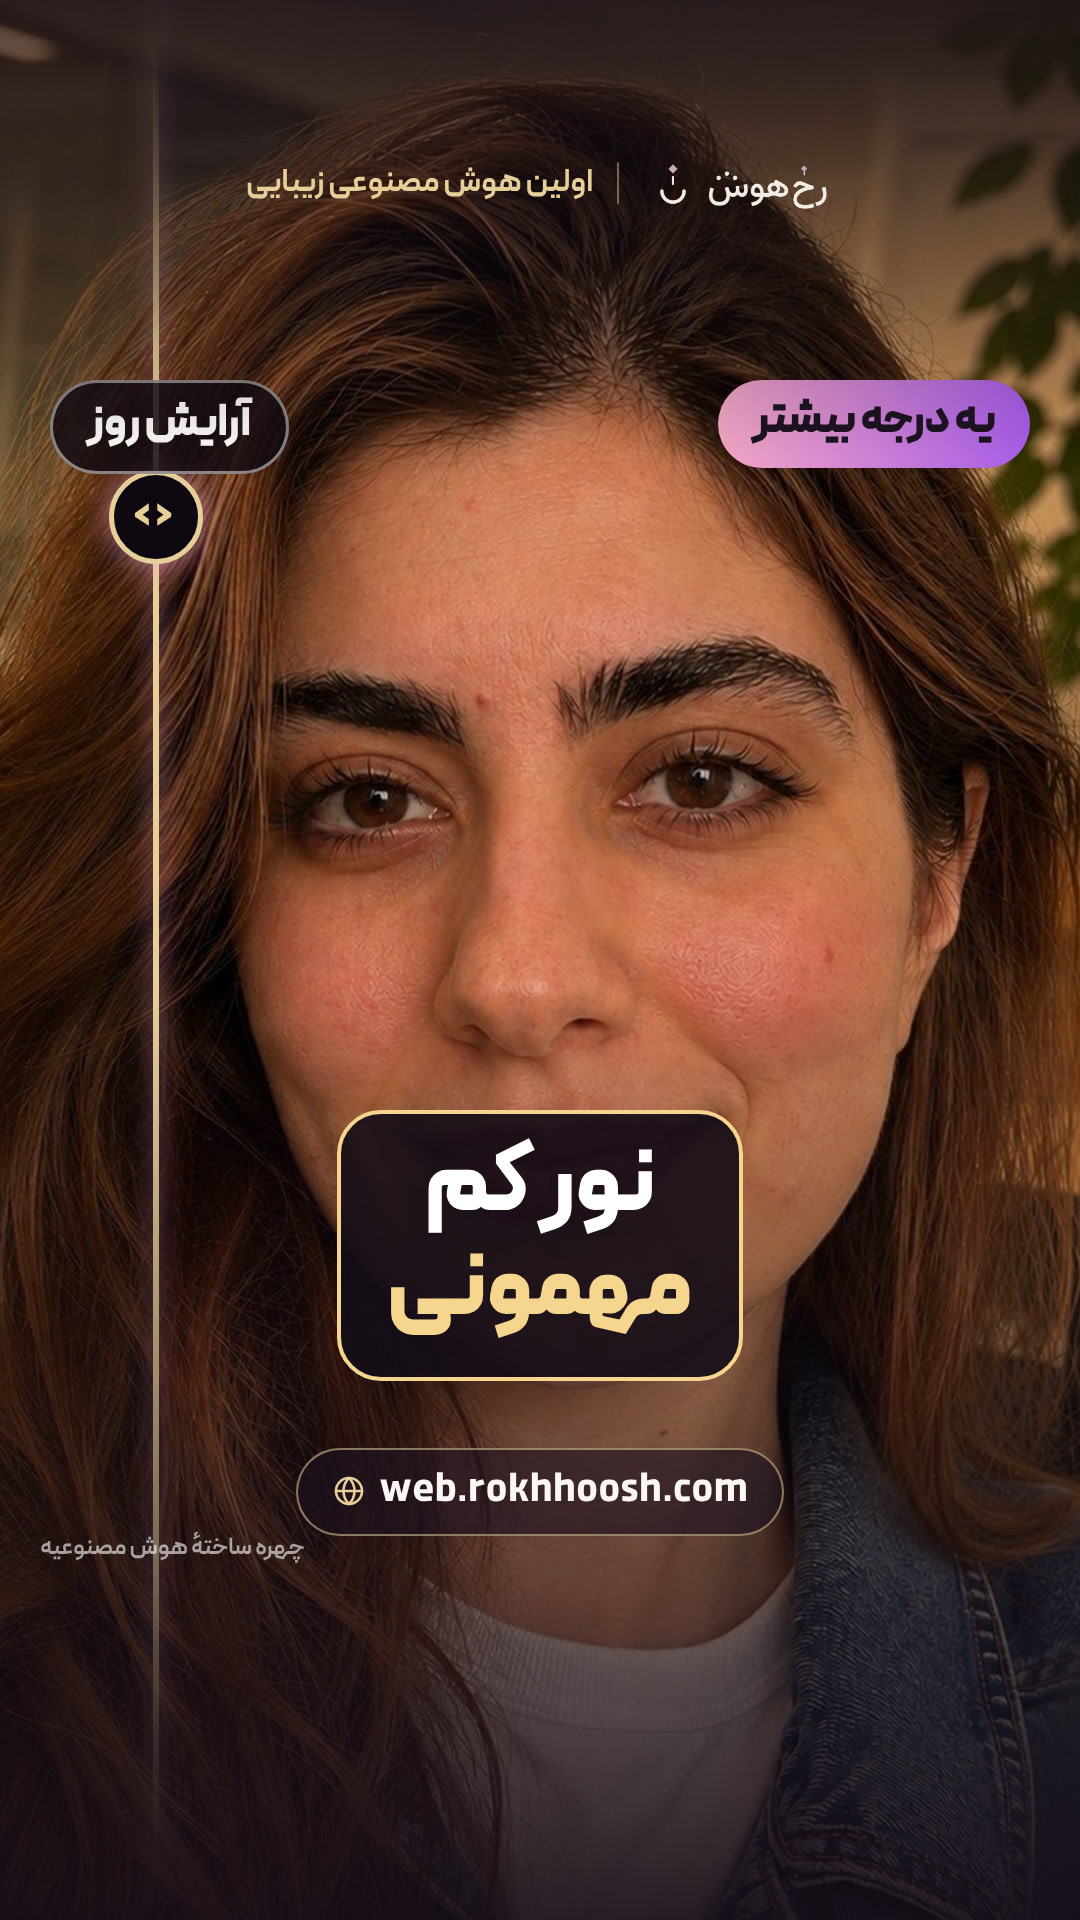 رخ هوش | اولین هوش مصنوعی زیبایی
یه درجه بیشتر
آرایش روز
نور کم
مهمونی
web.rokhhoosh.com
چهره ساختهٔ هوش مصنوعیه